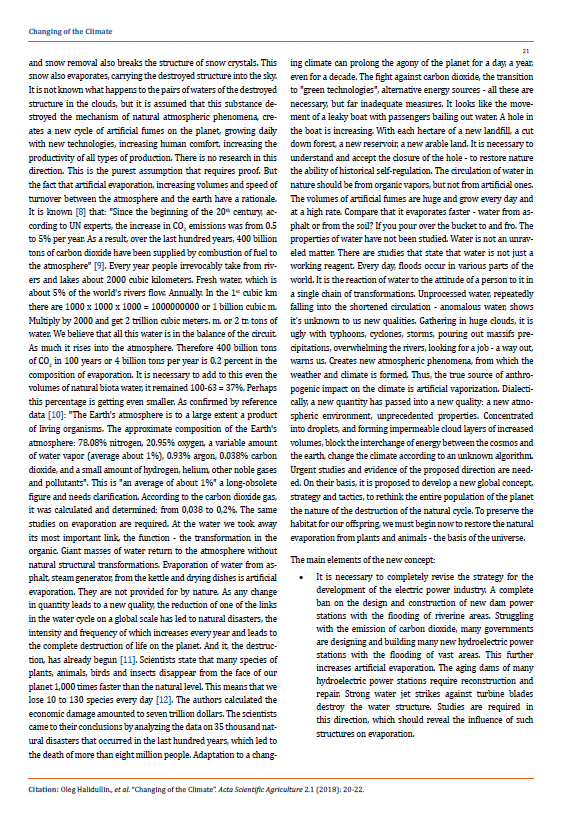 Changing of the Climate
21
and snow removal also breaks the structure of snow crystals. This
snow also evaporates, carrying the destroyed structure into the sky.
It is not known what happens to the pairs of waters of the destroyed
structure in the clouds, but it is assumed that this substance de-
stroyed the mechanism of natural atmospheric phenomena, cre-
ates a new cycle of artificial fumes on the planet, growing daily
with new technologies, increasing human comfort, increasing the
productivity of all types of production. There is no research in this
direction. This is the purest assumption that requires proof. But
the fact that artificial evaporation, increasing volumes and speed of
turnover between the atmosphere and the earth have a rationale.
It is known [8] that: "Since the beginning of the 20th century, ac-
cording to UN experts, the increase in CO2 emissions was from 0.5
to 5% per year. As a result, over the last hundred years, 400 billion
tons of carbon dioxide have been supplied by combustion of fuel to
the atmosphere" [9]. Every year people irrevocably take from riv-
ers and lakes about 2000 cubic kilometers. Fresh water, which is
about 5% of the world's rivers flow. Annually. In the 1st cubic km
there are 1000 x 1000 x 1000 = 1000000000 or 1 billion cubic m.
Multiply by 2000 and get 2 trillion cubic meters. m. or 2 tr. tons of
water. We believe that all this water is in the balance of the circuit.
As much it rises into the atmosphere. Therefore 400 billion tons
of CO2 in 100 years or 4 billion tons per year is 0.2 percent in the
composition of evaporation. It is necessary to add to this even the
volumes of natural biota water, it remained 100-63 = 37%. Perhaps
this percentage is getting even smaller. As confirmed by reference
data [10]: "The Earth's atmosphere is to a large extent a product
of living organisms. The approximate composition of the Earth's
atmosphere: 78.08% nitrogen, 20.95% oxygen, a variable amount
of water vapor (average about 1%), 0.93% argon, 0.038% carbon
dioxide, and a small amount of hydrogen, helium, other noble gases
and pollutants". This is "an average of about 1%" a long-obsolete
figure and needs clarification. According to the carbon dioxide gas,
it was calculated and determined: from 0,038 to 0,2%. The same
studies on evaporation are required. At the water we took away
its most important link, the function - the transformation in the
organic. Giant masses of water return to the atmosphere without
natural structural transformations. Evaporation of water from as-
phalt, steam generator, from the kettle and drying dishes is artificial
evaporation. They are not provided for by nature. As any change
in quantity leads to a new quality, the reduction of one of the links
in the water cycle on a global scale has led to natural disasters, the
intensity and frequency of which increases every year and leads to
the complete destruction of life on the planet. And it, the destruc-
tion, has already begun [11]. Scientists state that many species of
plants, animals, birds and insects disappear from the face of our
planet 1,000 times faster than the natural level. This means that we
lose 10 to 130 species every day [12]. The authors calculated the
economic damage amounted to seven trillion dollars. The scientists
came to their conclusions by analyzing the data on 35 thousand nat-
ural disasters that occurred in the last hundred years, which led to
the death of more than eight million people. Adaptation to a chang-
ing climate can prolong the agony of the planet for a day, a year,
even for a decade. The fight against carbon dioxide, the transition
to "green technologies", alternative energy sources - all these are
necessary, but far inadequate measures. It looks like the move-
ment of a leaky boat with passengers bailing out water. A hole in
the boat is increasing. With each hectare of a new landfill, a cut
down forest, a new reservoir, a new arable land. It is necessary to
understand and accept the closure of the hole - to restore nature
the ability of historical self-regulation. The circulation of water in
nature should be from organic vapors, but not from artificial ones.
The volumes of artificial fumes are huge and grow every day and
at a high rate. Compare that it evaporates faster - water from as-
phalt or from the soil? If you pour over the bucket to and fro. The
properties of water have not been studied. Water is not an unrav-
eled matter. There are studies that state that water is not just a
working reagent. Every day, floods occur in various parts of the
world. It is the reaction of water to the attitude of a person to it in
a single chain of transformations. Unprocessed water, repeatedly
falling into the shortened circulation - anomalous water, shows
it's unknown to us new qualities. Gathering in huge clouds, it is
ugly with typhoons, cyclones, storms, pouring out massifs pre-
cipitations, overwhelming the rivers, looking for a job - a way out,
warns us. Creates new atmospheric phenomena, from which the
weather and climate is formed. Thus, the true source of anthro-
pogenic impact on the climate is artificial vaporization. Dialecti-
cally, a new quantity has passed into a new quality: a new atmo-
spheric environment, unprecedented properties. Concentrated
into droplets, and forming impermeable cloud layers of increased
volumes, block the interchange of energy between the cosmos and
the earth, change the climate according to an unknown algorithm.
Urgent studies and evidence of the proposed direction are need-
ed. On their basis, it is proposed to develop a new global concept,
strategy and tactics, to rethink the entire population of the planet
the nature of the destruction of the natural cycle. To preserve the
habitat for our offspring, we must begin now to restore the natural
evaporation from plants and animals - the basis of the universe.
The main elements of the new concept:
• It is necessary to completely revise the strategy for the
development of the electric power industry. A complete
ban on the design and construction of new dam power
stations with the flooding of riverine areas. Struggling
with the emission of carbon dioxide, many governments
are designing and building many new hydroelectric power
stations with the flooding of vast areas. This further
increases artificial evaporation. The aging dams of many
hydroelectric power stations require reconstruction and
repair. Strong water jet strikes against turbine blades
destroy the water structure. Studies are required in
this direction, which should reveal the influence of such
structures on evaporation.
Citation: Oleg Halidullin., et al. "Changing of the Climate". Acta Scientific Agriculture 2.1 (2018): 20-22.